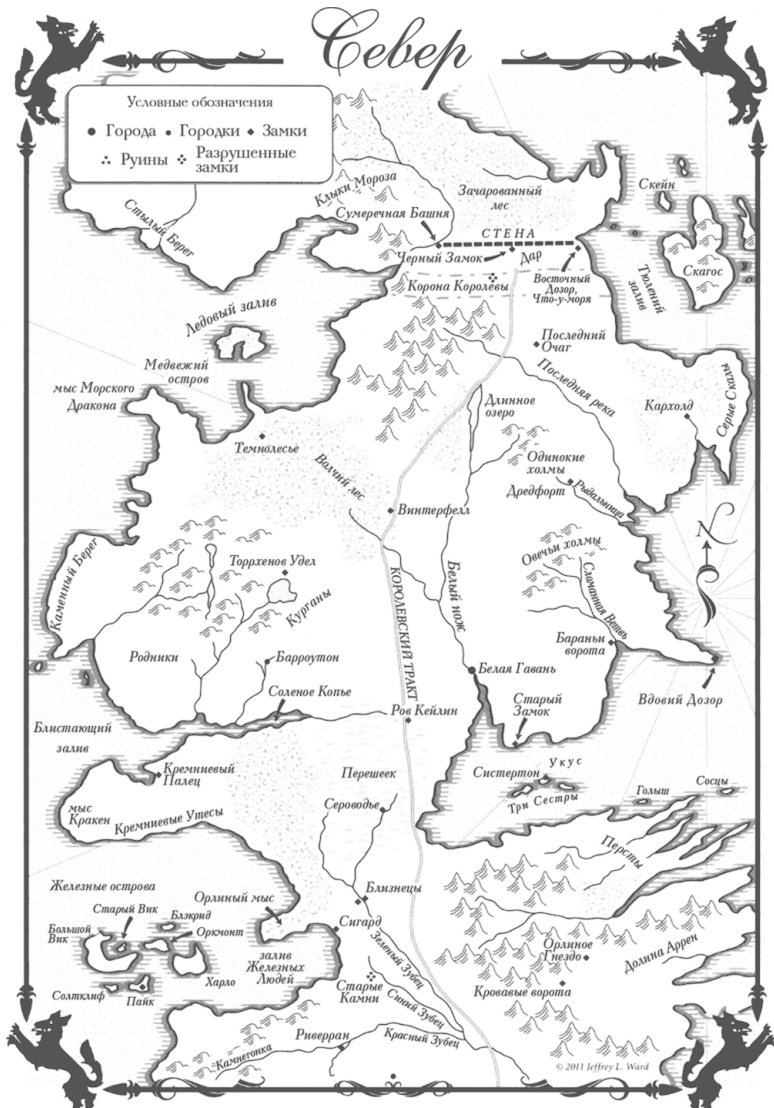 Север
Условные обозначения
Города
Городки
Замки
Руины
Разрушенные
замки
Клыки Мороза
Зачарованный
лес
Скейн
Стылый Берег
Сумеречная Башня
СТЕНА
Черный Замок
Дар
Скагос
Корона Королевы
Восточный
Дозор,
Что-у-моря
Тюлений
залив
Ледовый залив
Последний
Очаг
Медвежий
остров
Последняя река
мыс Морского
Дракона
Длинное
озеро
Кархолд
Серые Скалы
Темнолесье
Волчий лес
Одинокие
холмы
Дредфорт
Рыдальница
Винтерфелл
Каменный Берег
Овечьи холмы
Торрхенов Удел
Белый нож
Сломанная Ветвь
КОРОЛЕВСКИЙ ТРАКТ
Курганы
Родники
Барроутон
Бараньи
ворота
Белая Гавань
Соленое Копье
Вдовий Дозор
Ров Кейлин
Старый
Замок
Блистающий
залив
Кремниевый
Палец
Перешеек
Укус
Систертон
Три Сестры
Голыш
Сосцы
мыс
Кракен
Кремниевые Утесы
Сероводье
Персты
Железные острова
Орлиный мыс
Близнецы
Старый Вик
Блэкрид
Большой
Вик
Оркмонт
Сигард
Зеленый Зубец
залив
Железных
Людей
Орлиное
Гнездо
Долина Аррен
Харло
Солтклиф
Пайк
Старые
Камни
Синий Зубец
Кровавые ворота
Риверран
Красный Зубец
Камнегонка
© 2011 Jeffrey L. Ward